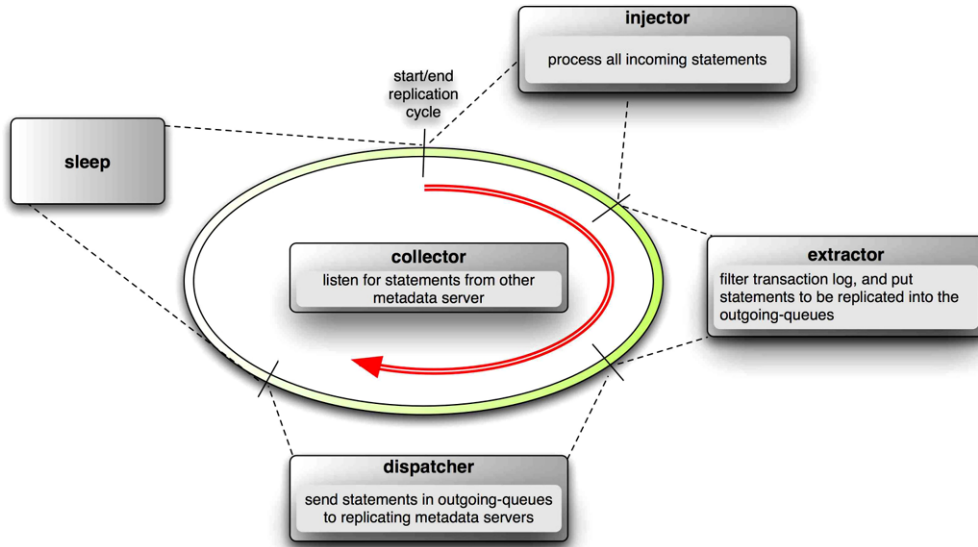 injector
process all incoming statements
start/end
replication
cycle
sleep
collector
listen for statements from other
metadata server
extractor
filter transaction log, and put
statements to be replicated into the
outgoing-queues
dispatcher
send statements in outgoing-queues
to replicating metadata servers